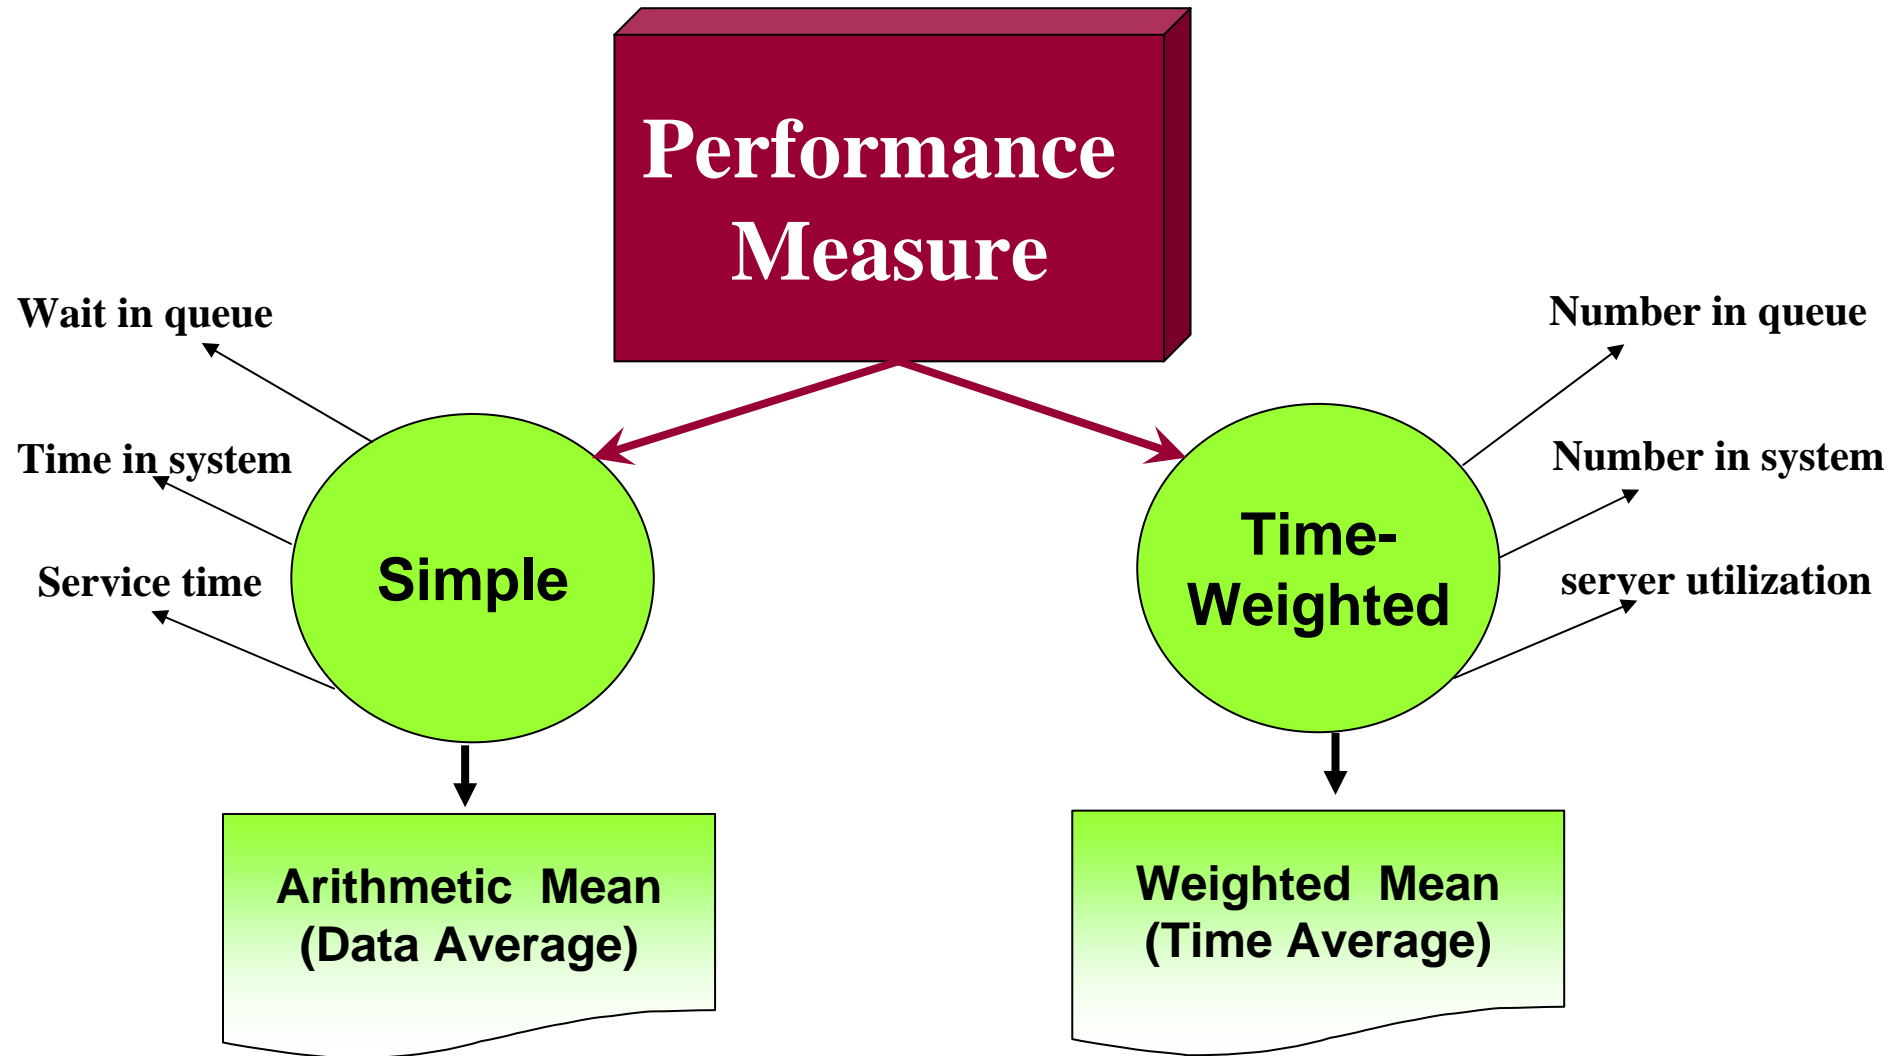 Performance
Measure
Wait in queue
Time in system
Service time
Simple
Arithmetic  Mean
(Data Average)
Number in queue
Number in system
server utilization
Time-
Weighted
Weighted  Mean
(Time Average)